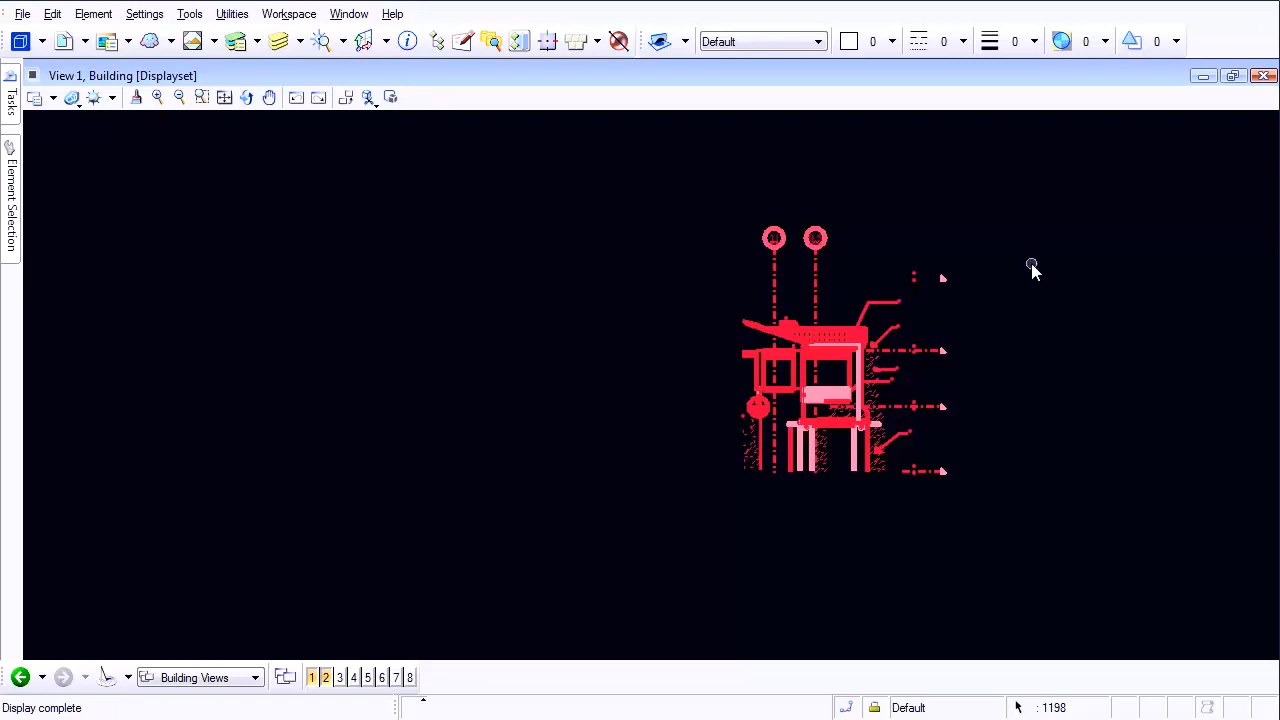 File Edit Element Settings Tools Utilities Workspace Window Help
Default 0 0 0 0 0
View 1, Building [Displayset]
Tasks
Element Selection
Building Views 1 2 3 4 5 6 7 8
Display complete Default : 1198